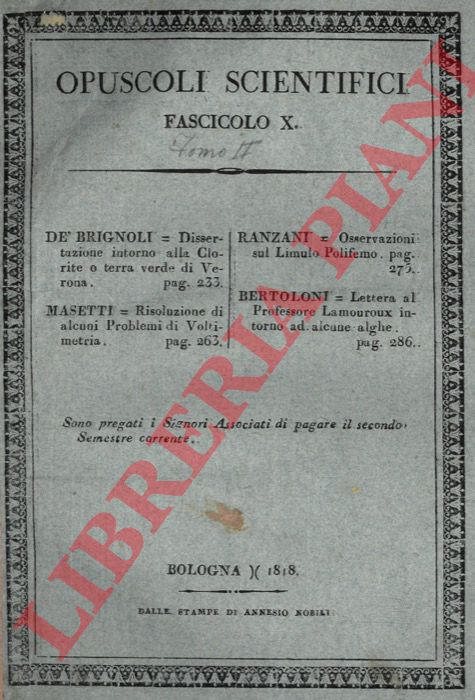 OPUSCOLI SCIENTIFICI
FASCICOLO X.
Tomo II
DE' BRIGNOLI = Disser-
tazione intorno alla Clo-
rite o terra verde di Ve-
rona. pag. 233.
MASETTI = Risoluzione di
alcuni Problemi di Volti-
metria. pag. 263.
RANZANI = Osservazioni
sul Limulo Polifemo. pag.
275.
BERTOLONI = Lettera al
Professore Lamouroux in-
torno ad alcune alghe.
pag. 286.
Sono pregati i Signori Associati di pagare il secondo
Semestre corrente.
BOLOGNA )( 1818.
DALLE STAMPE DI ANNESIO NOBILI
LIBRERIA PIANI